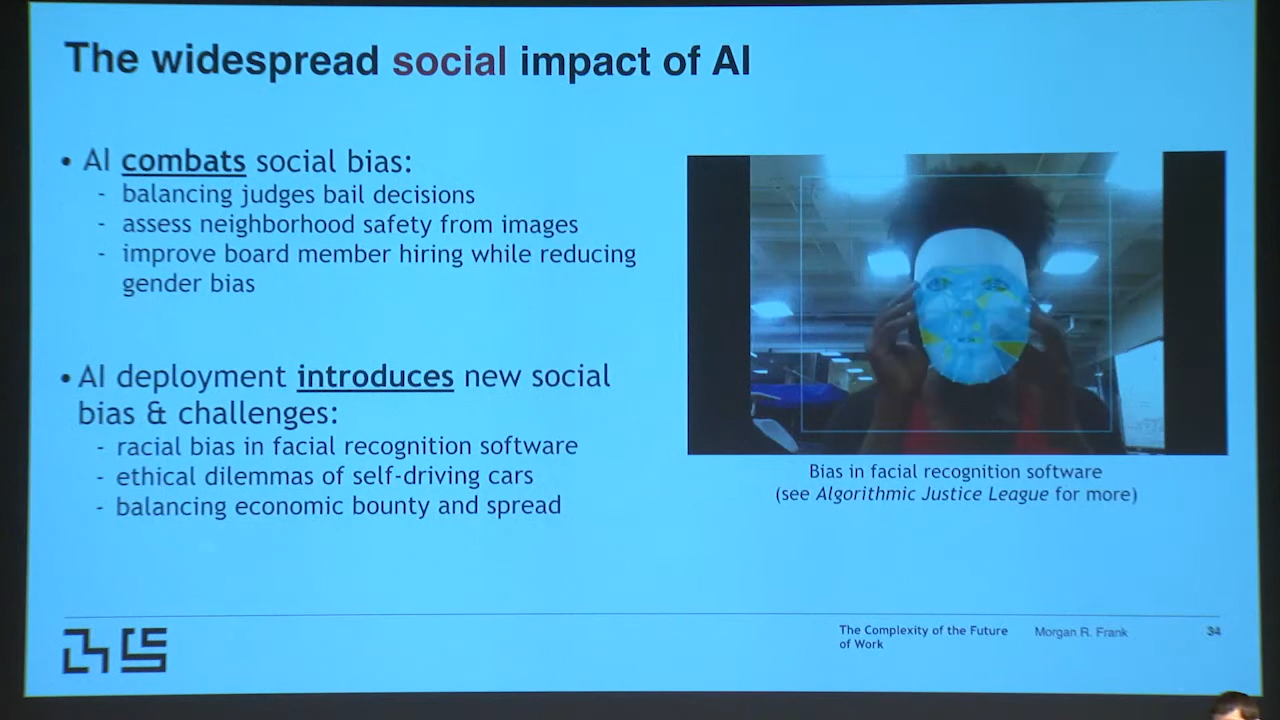 The widespread social impact of AI
• AI combats social bias:
- balancing judges bail decisions
- assess neighborhood safety from images
- improve board member hiring while reducing
gender bias
• AI deployment introduces new social
bias & challenges:
- racial bias in facial recognition software
- ethical dilemmas of self-driving cars
- balancing economic bounty and spread
Bias in facial recognition software
(see Algorithmic Justice League for more)
The Complexity of the Future
of Work
Morgan R. Frank
34